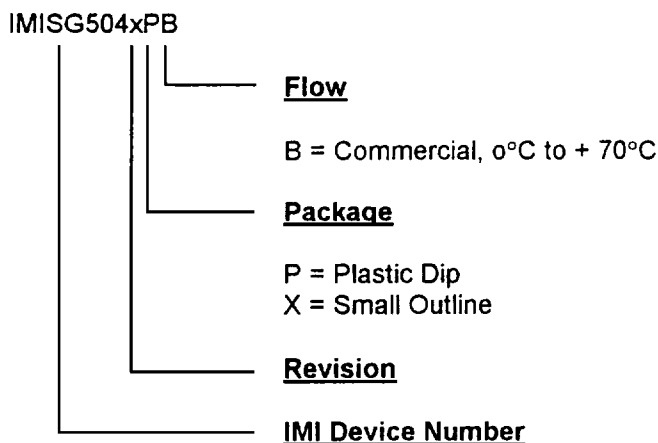 IMISG504xPB
Flow
B = Commercial, o°C to + 70°C
Package
P = Plastic Dip
X = Small Outline
Revision
IMI Device Number